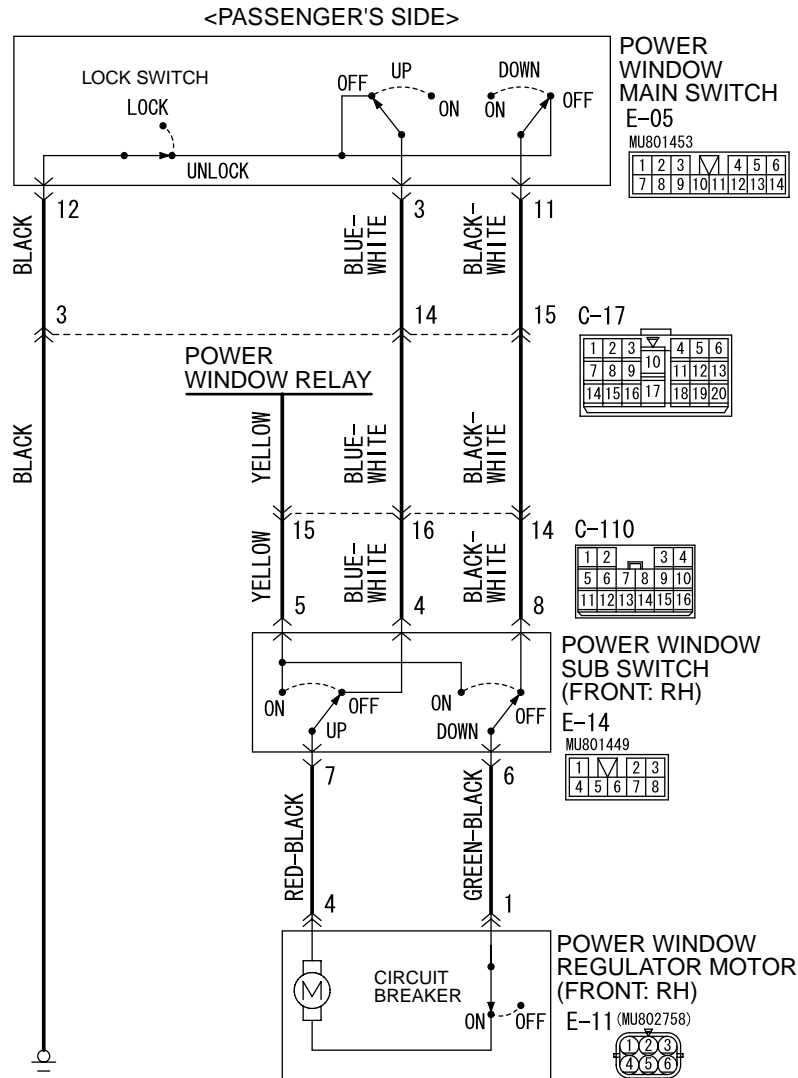 <PASSENGER'S SIDE>
POWER
WINDOW
MAIN SWITCH
E-05
MU801453
1 2 3 4 5 6
7 8 9 10 11 12 13 14
LOCK SWITCH
LOCK
UNLOCK
OFF
UP
ON
DOWN
ON
OFF
12
3
11
BLACK
BLUE-
WHITE
BLACK-
WHITE
3
14
15
C-17
1 2 3 4 5 6
7 8 9 10 11 12 13
14 15 16 17 18 19 20
POWER
WINDOW RELAY
BLACK
YELLOW
BLUE-
WHITE
BLACK-
WHITE
15
16
14
C-110
1 2 3 4
5 6 7 8 9 10
11 12 13 14 15 16
YELLOW
BLUE-
WHITE
BLACK-
WHITE
5
4
8
POWER WINDOW
SUB SWITCH
(FRONT: RH)
E-14
MU801449
1 2 3
4 5 6 7 8
ON
OFF
UP
ON
OFF
DOWN
7
6
RED-BLACK
GREEN-BLACK
4
1
POWER WINDOW
REGULATOR MOTOR
(FRONT: RH)
E-11 (MU802758)
1 2 3
4 5 6
M
CIRCUIT
BREAKER
ON
OFF